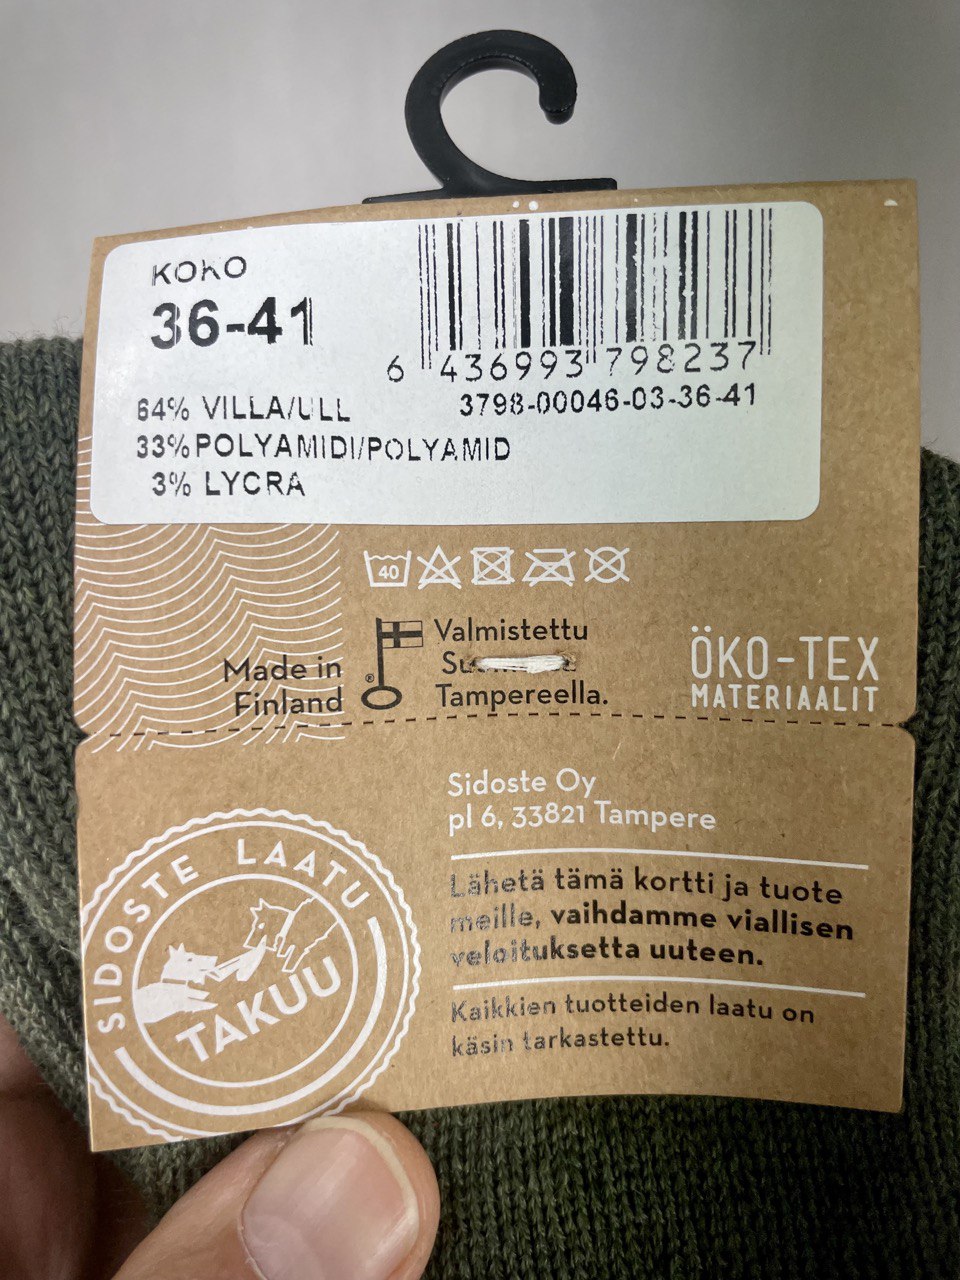 KOKO
36-41
6 436993 798237
3798-00046-03-36-41
64% VILLA/ULL
33% POLYAMIDI/POLYAMID
3% LYCRA
40
Made in
Finland
®
Valmistettu
Tampereella.
ÖKO-TEX
MATERIAALIT
Sidoste Oy
pl 6, 33821 Tampere
Lähetä tämä kortti ja tuote
meille, vaihdamme viallisen
veloituksetta uuteen.
Kaikkien tuotteiden laatu on
käsin tarkastettu.
SIDOSTE LAATU
TAKUU